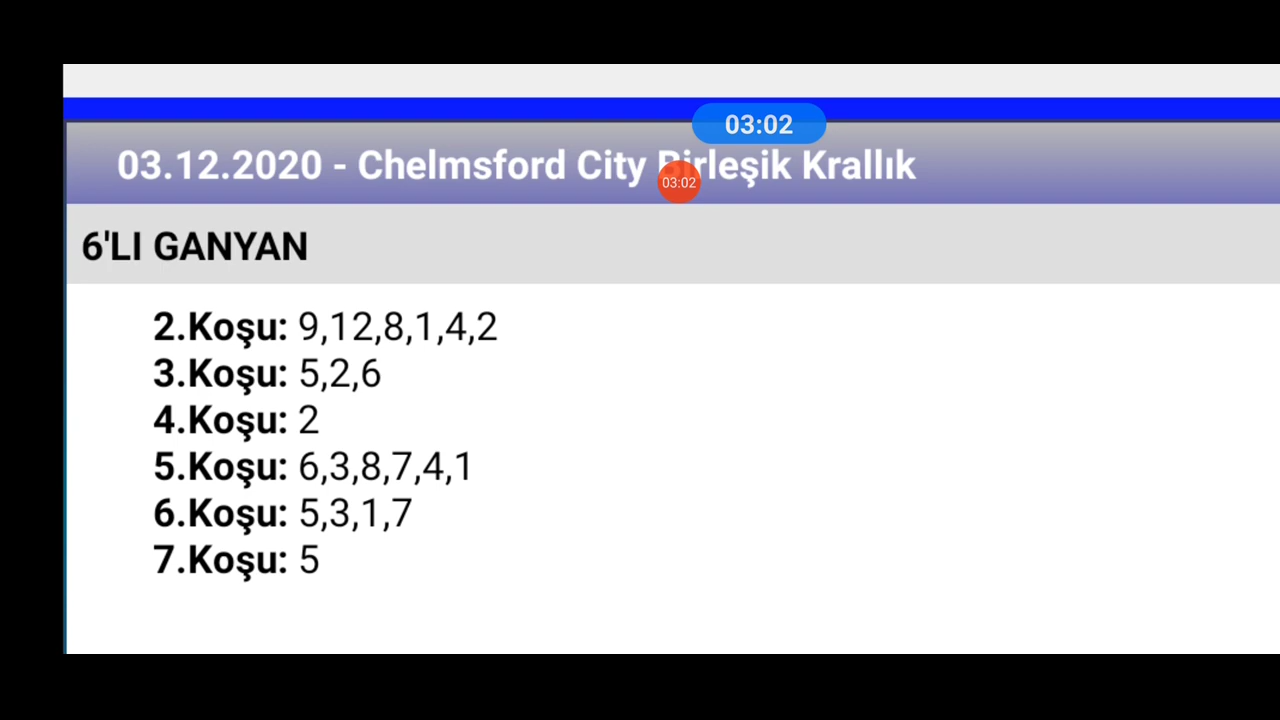 03:02
03.12.2020 - Chelmsford City Birleşik Krallık
03:02
6'LI GANYAN
2.Koşu: 9,12,8,1,4,2
3.Koşu: 5,2,6
4.Koşu: 2
5.Koşu: 6,3,8,7,4,1
6.Koşu: 5,3,1,7
7.Koşu: 5